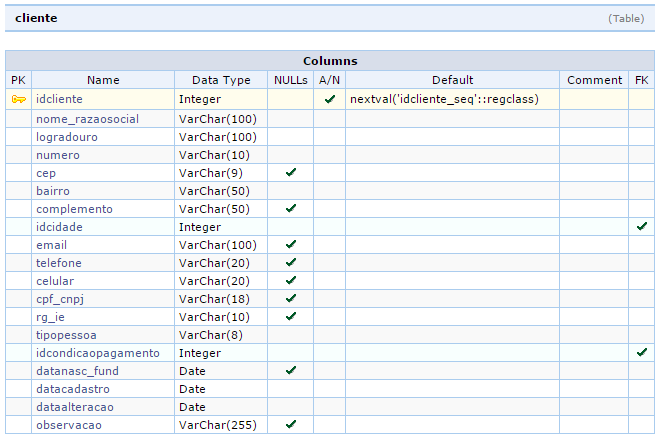 cliente (Table)
Columns
PK Name Data Type NULLs A/N Default Comment FK
idcliente Integer ✔ nextval('idcliente_seq'::regclass)
nome_razaosocial VarChar(100)
logradouro VarChar(100)
numero VarChar(10)
cep VarChar(9) ✔
bairro VarChar(50)
complemento VarChar(50) ✔
idcidade Integer ✔
email VarChar(100) ✔
telefone VarChar(20) ✔
celular VarChar(20) ✔
cpf_cnpj VarChar(18) ✔
rg_ie VarChar(10) ✔
tipopessoa VarChar(8)
idcondicaopagamento Integer ✔
datanasc_fund Date ✔
datacadastro Date
dataalteracao Date
observacao VarChar(255) ✔